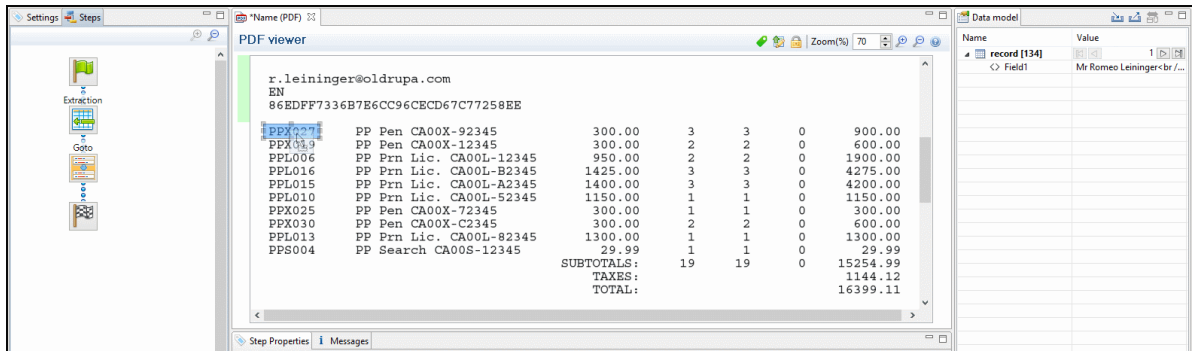 Settings Steps
*Name (PDF)
Data model
PDF viewer
Zoom(%) 70
Name Value
record [134] 1
Field1 Mr Romeo Leininger<br /...
Extraction
Goto
r.leininger@oldrupa.com
EN
86EDFF7336B7E6CC96CECD67C77258EE
PPX027 PP Pen CA00X-92345 300.00 3 3 0 900.00
PPX019 PP Pen CA00X-12345 300.00 2 2 0 600.00
PPL006 PP Prn Lic. CA00L-12345 950.00 2 2 0 1900.00
PPL016 PP Prn Lic. CA00L-B2345 1425.00 3 3 0 4275.00
PPL015 PP Prn Lic. CA00L-A2345 1400.00 3 3 0 4200.00
PPL010 PP Prn Lic. CA00L-52345 1150.00 1 1 0 1150.00
PPX025 PP Pen CA00X-72345 300.00 1 1 0 300.00
PPX030 PP Pen CA00X-C2345 300.00 2 2 0 600.00
PPL013 PP Prn Lic. CA00L-82345 1300.00 1 1 0 1300.00
PPS004 PP Search CA00S-12345 29.99 1 1 0 29.99
SUBTOTALS: 19 19 0 15254.99
TAXES: 1144.12
TOTAL: 16399.11
Step Properties Messages